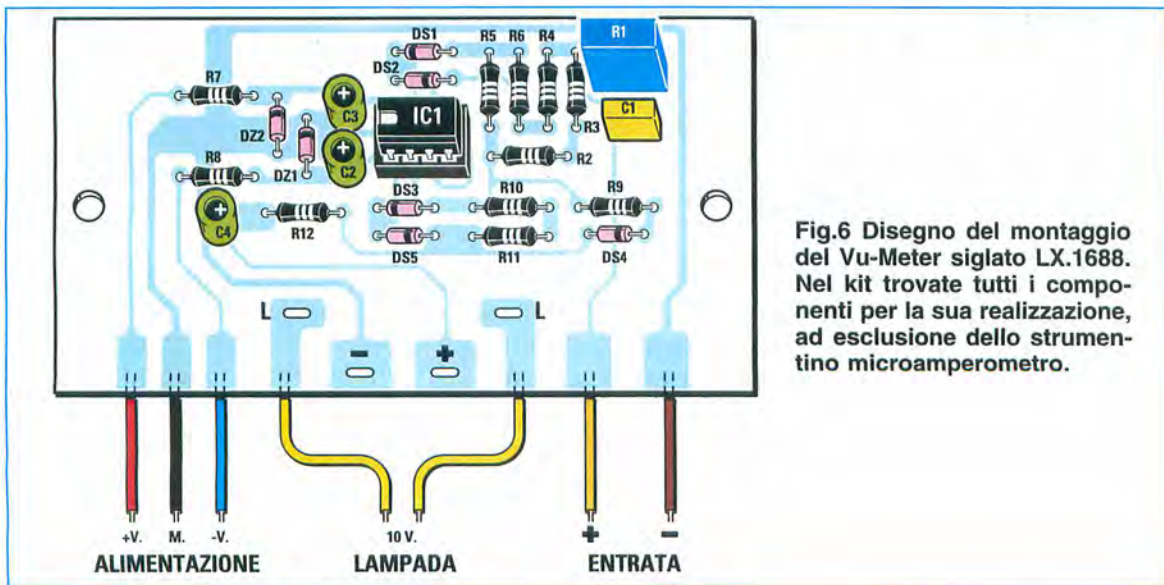 DS1
R5
R6
R4
R1
DS2
R7
C3
IC1
C1
DZ2
R3
C2
R2
R8
DZ1
DS3
R10
R9
C4
R12
DS5
R11
DS4
L
L
−
+
+V.
M.
-V.
10 V.
+
−
ALIMENTAZIONE
LAMPADA
ENTRATA
Fig.6 Disegno del montaggio
del Vu-Meter siglato LX.1688.
Nel kit trovate tutti i compo-
nenti per la sua realizzazione,
ad esclusione dello strumen-
tino microamperometro.